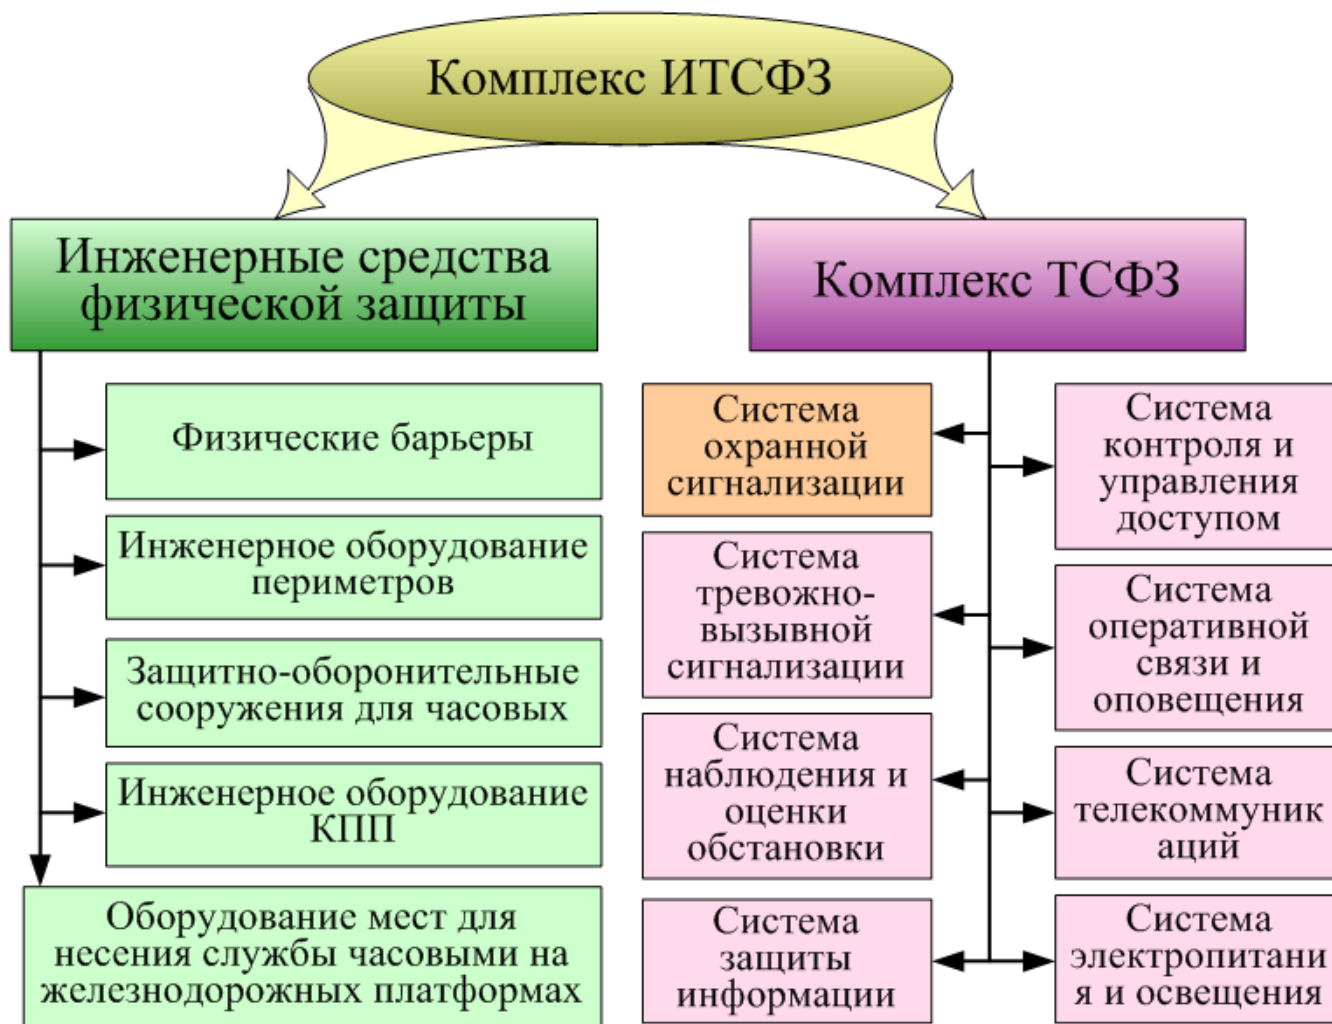 Комплекс ИТСФЗ
Инженерные средства
физической защиты
Физические барьеры
Инженерное оборудование
периметров
Защитно-оборонительные
сооружения для часовых
Инженерное оборудование
КПП
Оборудование мест для
несения службы часовыми на
железнодорожных платформах
Комплекс ТСФЗ
Система
охранной
сигнализации
Система
тревожно-
вызывной
сигнализации
Система
наблюдения и
оценки
обстановки
Система
защиты
информации
Система
контроля и
управления
доступом
Система
оперативной
связи и
оповещения
Система
телекоммуник
аций
Система
электропитани
я и освещения